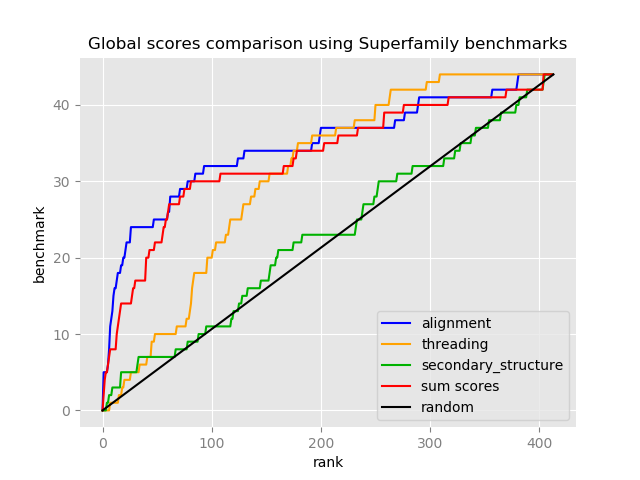 Global scores comparison using Superfamily benchmarks
benchmark
40
30
20
10
0
0 100 200 300 400
rank
alignment
threading
secondary_structure
sum scores
random